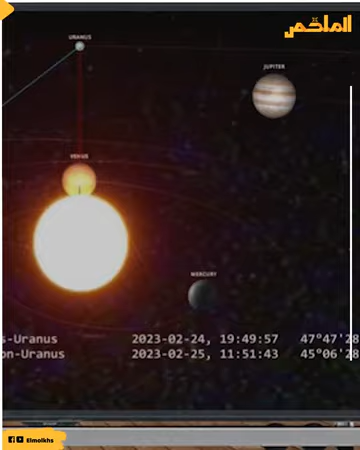 الملخص
URANUS
JUPITER
VENUS
MERCURY
s-Uranus 2023-02-24, 19:49:57 47°47'28
on-Uranus 2023-02-25, 11:51:43 45°06'28
Elmolkhs